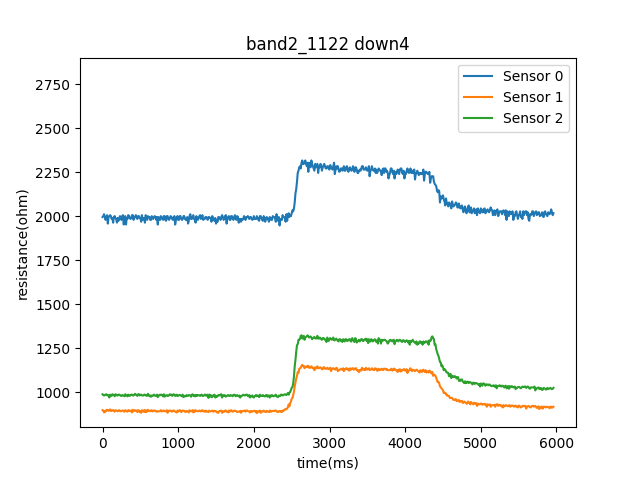 band2_1122 down4
Sensor 0
Sensor 1
Sensor 2
resistance(ohm)
2750
2500
2250
2000
1750
1500
1250
1000
0 1000 2000 3000 4000 5000 6000
time(ms)